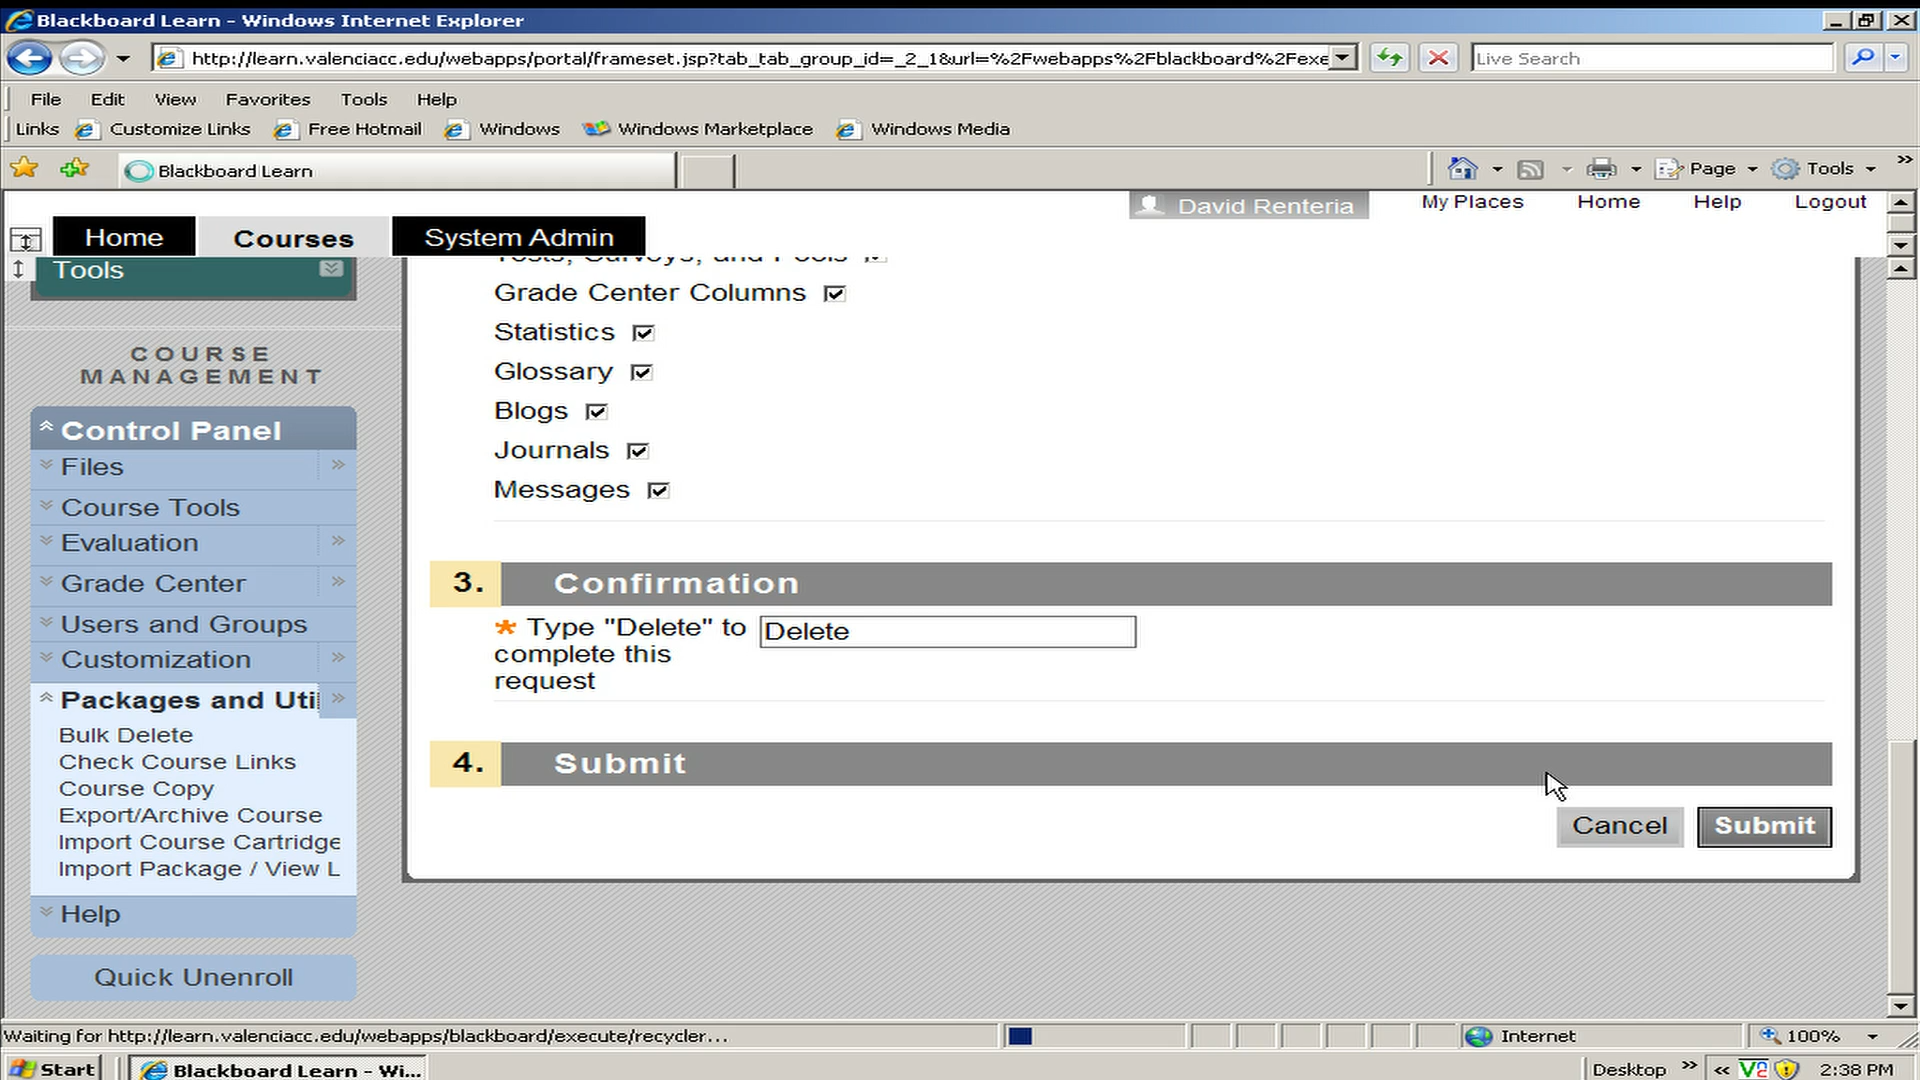 Blackboard Learn - Windows Internet Explorer
http://learn.valenciacc.edu/webapps/portal/frameset.jsp?tab_tab_group_id=_2_1&url=%2Fwebapps%2Fblackboard%2Fexe
Live Search
File Edit View Favorites Tools Help
Links Customize Links Free Hotmail Windows Windows Marketplace Windows Media
Blackboard Learn
Page Tools
David Renteria My Places Home Help Logout
Home Courses System Admin
Tools
Tests, Surveys, and Pools
Grade Center Columns
Statistics
Glossary
Blogs
Journals
Messages
COURSE
MANAGEMENT
Control Panel
Files
Course Tools
Evaluation
Grade Center
Users and Groups
Customization
Packages and Uti
Bulk Delete
Check Course Links
Course Copy
Export/Archive Course
Import Course Cartridge
Import Package / View L
Help
Quick Unenroll
3. Confirmation
* Type "Delete" to
complete this
request
Delete
4. Submit
Cancel Submit
Waiting for http://learn.valenciacc.edu/webapps/blackboard/execute/recycler...
Internet 100%
Start Blackboard Learn - Wi... Desktop 2:38 PM